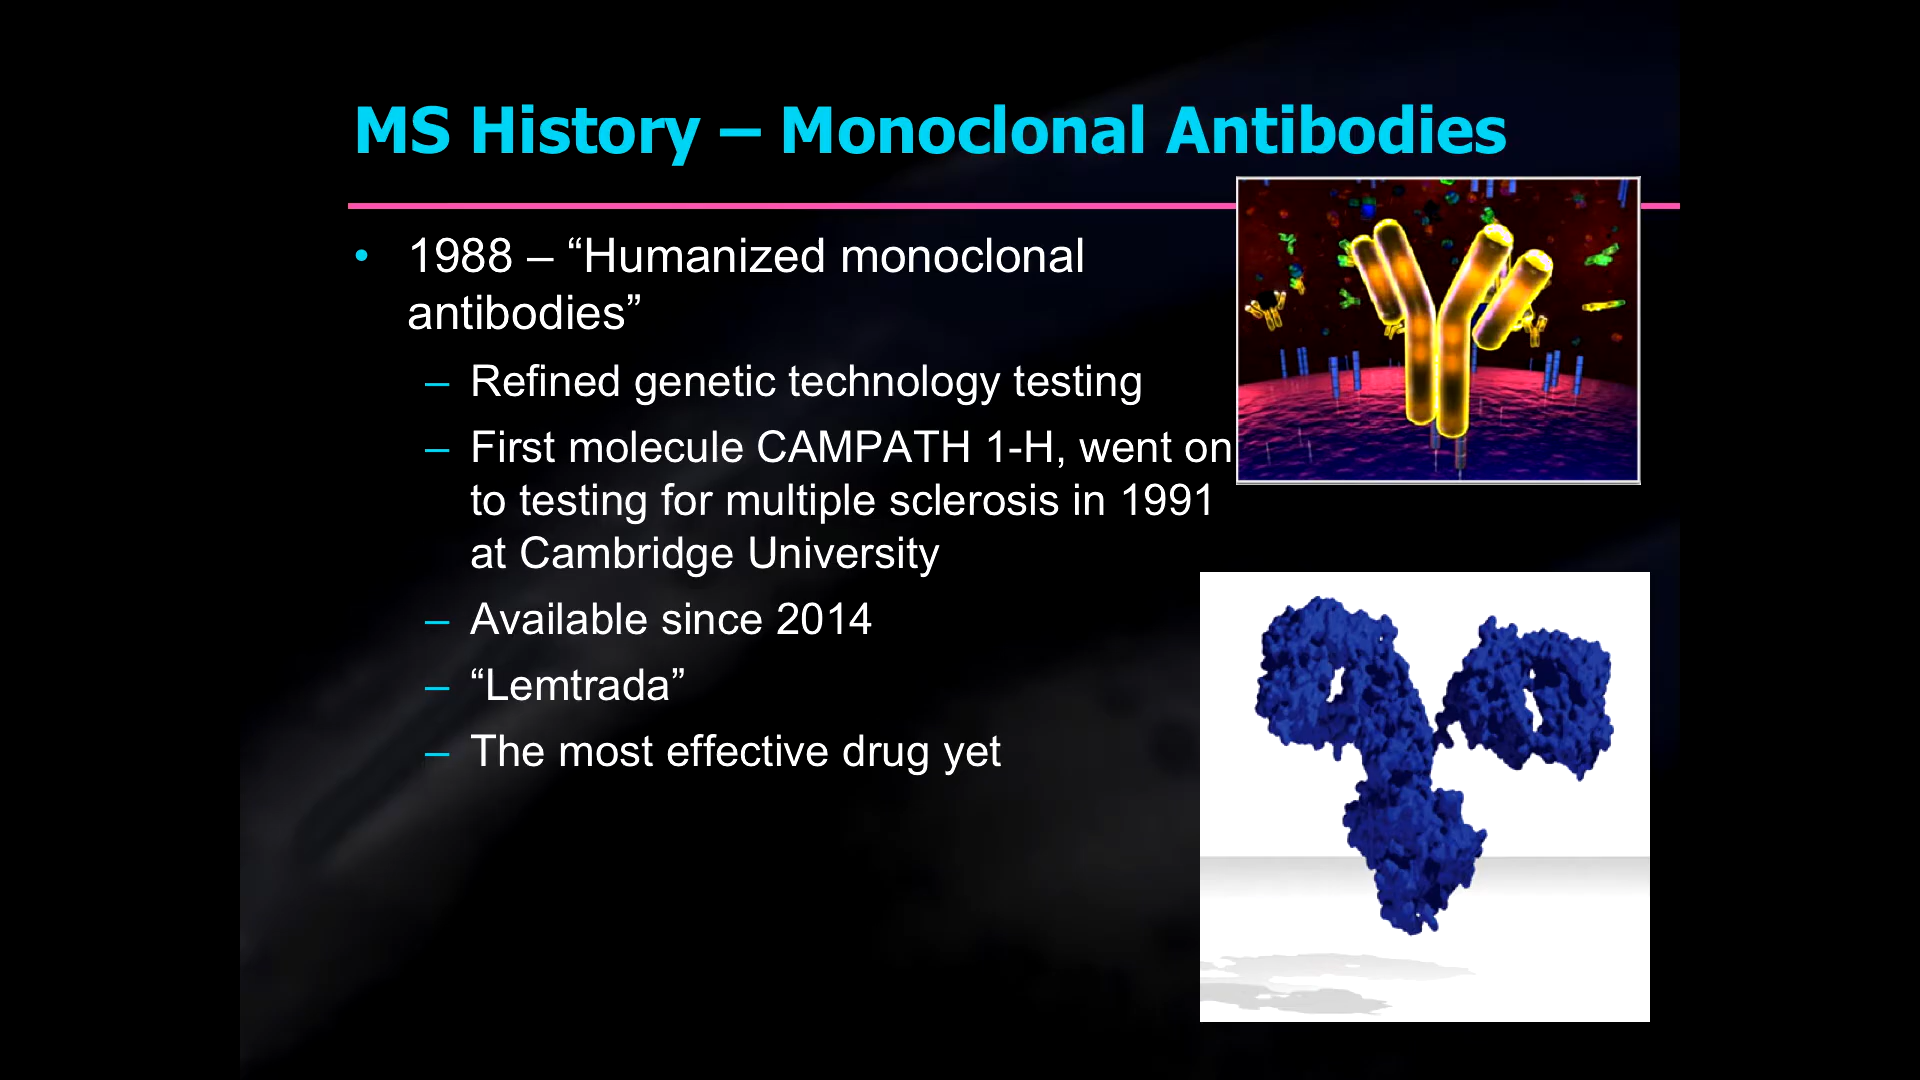 MS History – Monoclonal Antibodies
• 1988 – “Humanized monoclonal
antibodies”
– Refined genetic technology testing
– First molecule CAMPATH 1-H, went on
to testing for multiple sclerosis in 1991
at Cambridge University
– Available since 2014
– “Lemtrada”
– The most effective drug yet